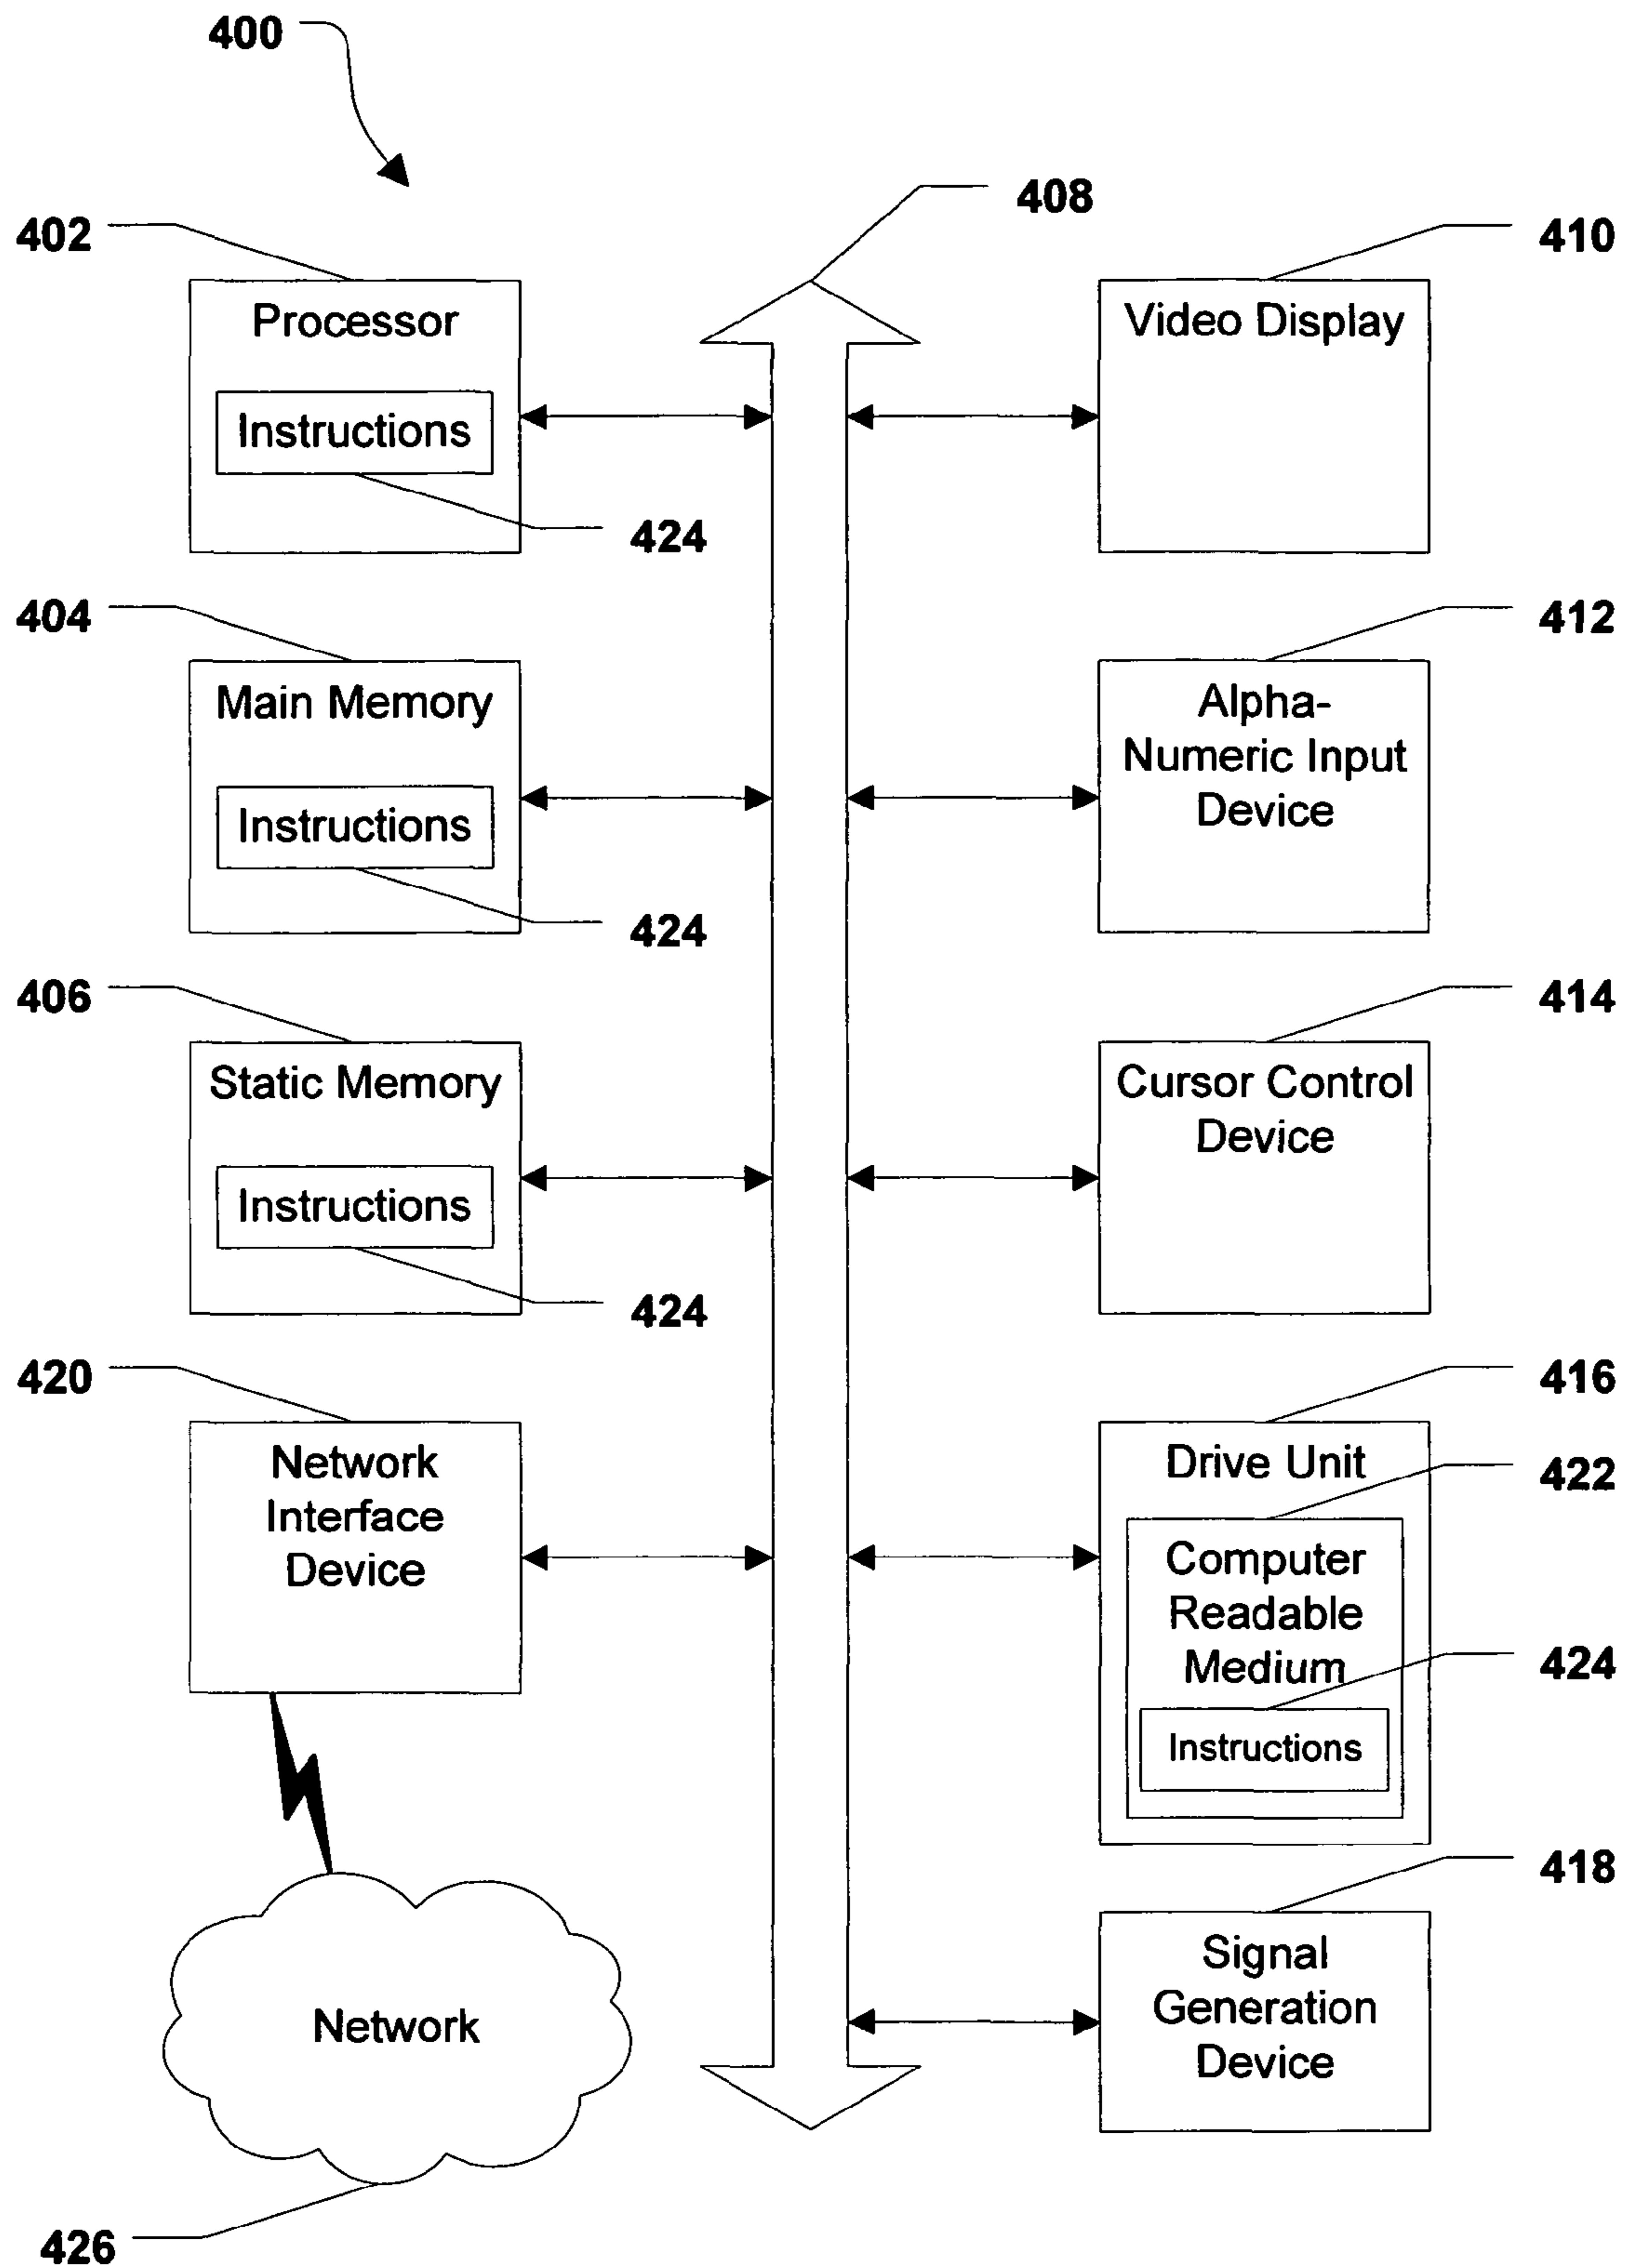 400
408
402
Processor
Instructions
424
404
Main Memory
Instructions
424
406
Static Memory
Instructions
424
420
Network
Interface
Device
Network
426
410
Video Display
412
Alpha-
Numeric Input
Device
414
Cursor Control
Device
416
Drive Unit
422
Computer
Readable
Medium
424
Instructions
418
Signal
Generation
Device